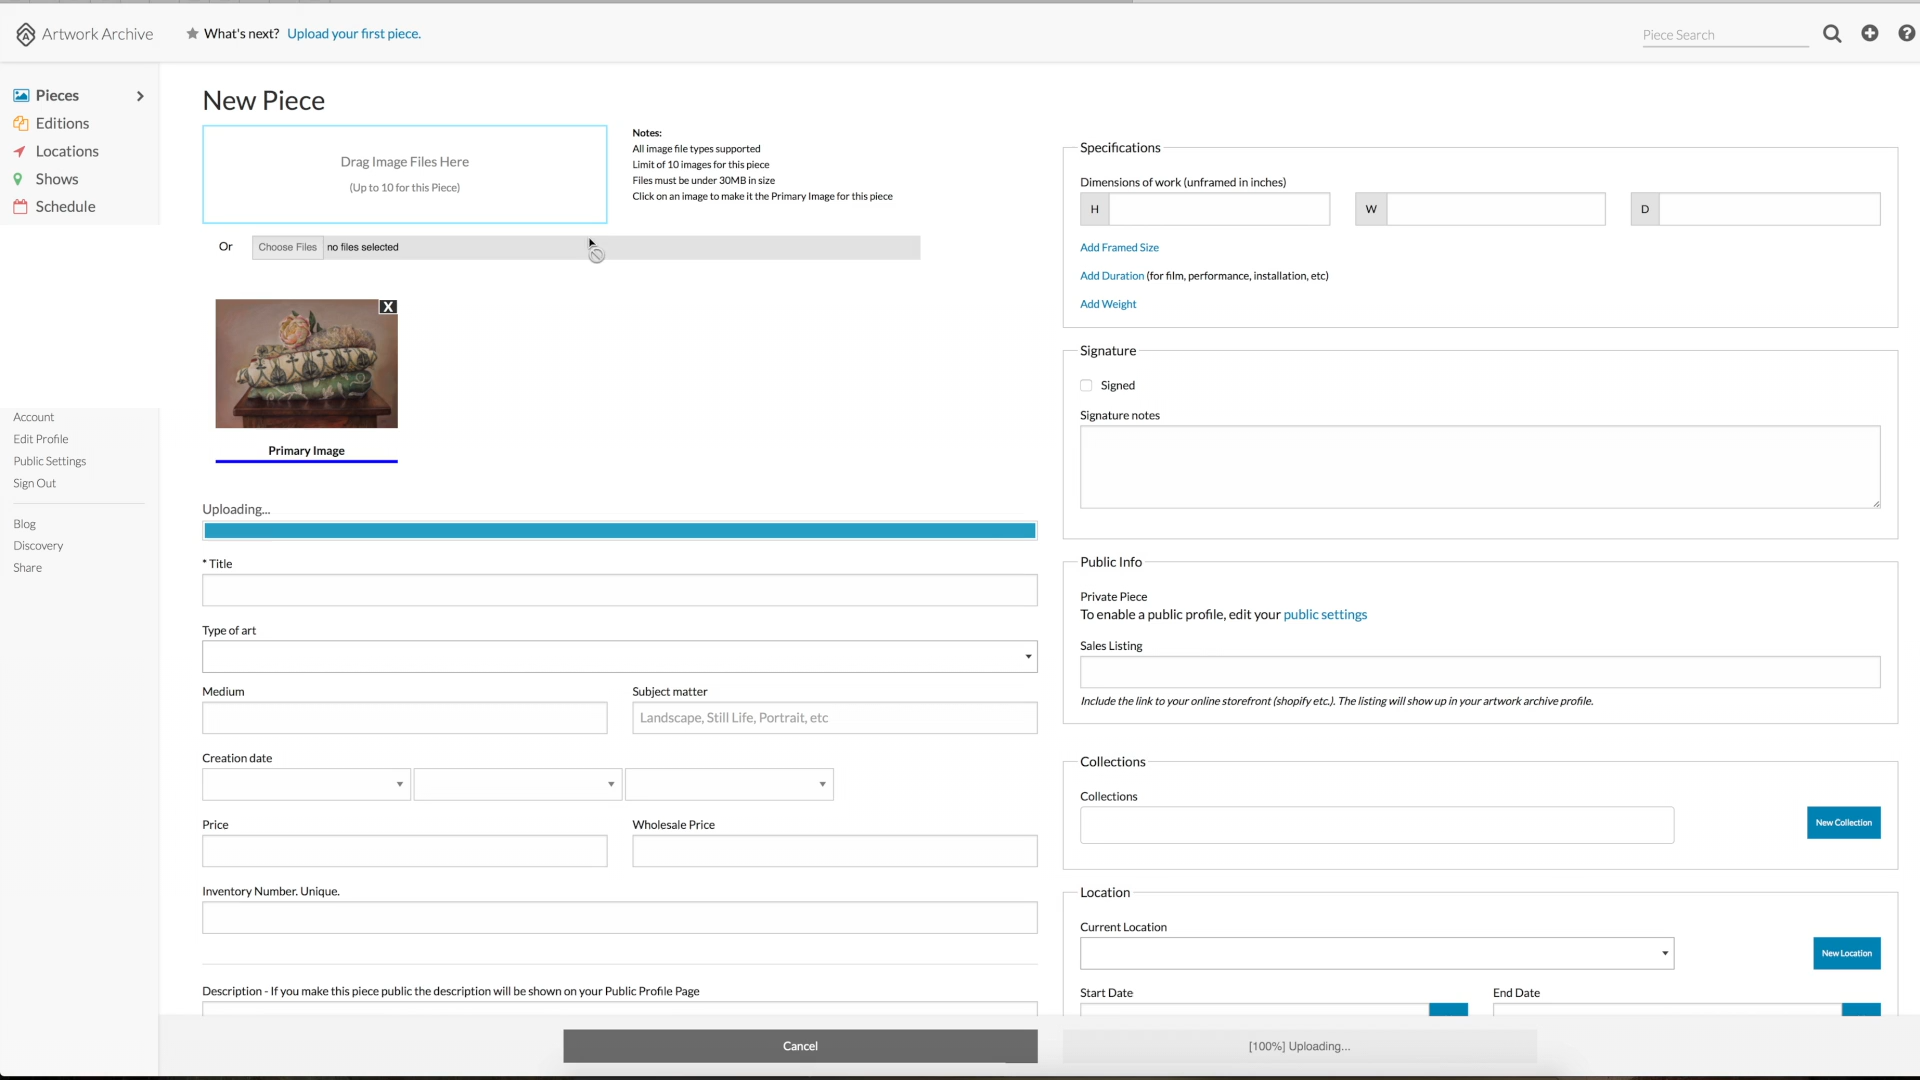 Artwork Archive
What's next? Upload your first piece.
Piece Search
Pieces
Editions
Locations
Shows
Schedule
Account
Edit Profile
Public Settings
Sign Out
Blog
Discovery
Share
New Piece
Drag Image Files Here
(Up to 10 for this Piece)
Notes:
All image file types supported
Limit of 10 images for this piece
Files must be under 30MB in size
Click on an image to make it the Primary Image for this piece
Or Choose Files no files selected
X
Primary Image
Uploading...
* Title
Type of art
Medium
Subject matter
Landscape, Still Life, Portrait, etc
Creation date
Price
Wholesale Price
Inventory Number. Unique.
Description - If you make this piece public the description will be shown on your Public Profile Page
Specifications
Dimensions of work (unframed in inches)
H W D
Add Framed Size
Add Duration (for film, performance, installation, etc)
Add Weight
Signature
Signed
Signature notes
Public Info
Private Piece
To enable a public profile, edit your public settings
Sales Listing
Include the link to your online storefront (shopify etc.). The listing will show up in your artwork archive profile.
Collections
Collections
New Collection
Location
Current Location
New Location
Start Date
End Date
Cancel
[100%] Uploading...